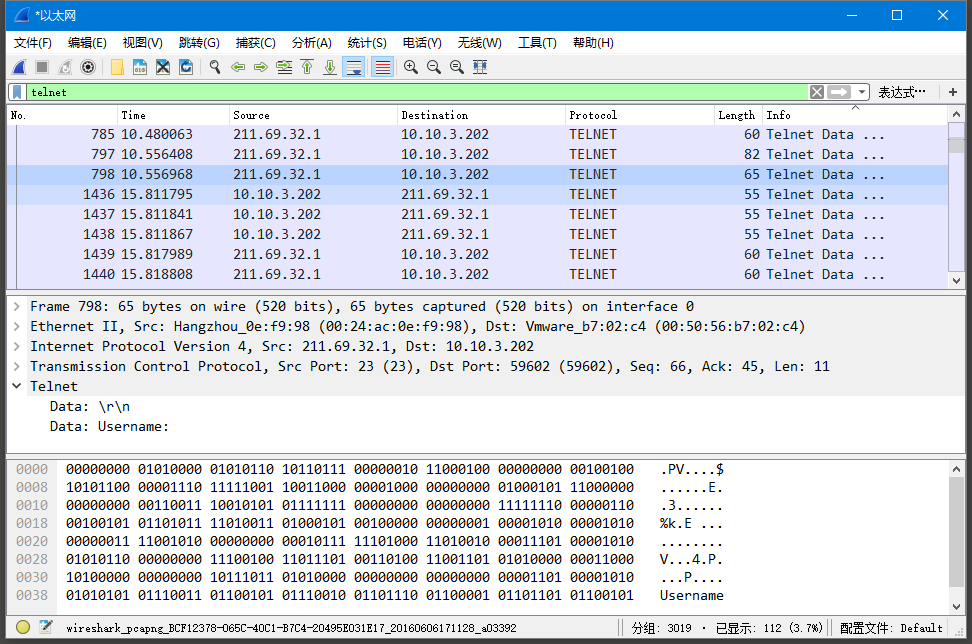 *以太网
文件(F) 编辑(E) 视图(V) 跳转(G) 捕获(C) 分析(A) 统计(S) 电话(Y) 无线(W) 工具(T) 帮助(H)
telnet 表达式… +
No. Time Source Destination Protocol Length Info
785 10.480063 211.69.32.1 10.10.3.202 TELNET 60 Telnet Data ...
797 10.556408 211.69.32.1 10.10.3.202 TELNET 82 Telnet Data ...
798 10.556968 211.69.32.1 10.10.3.202 TELNET 65 Telnet Data ...
1436 15.811795 10.10.3.202 211.69.32.1 TELNET 55 Telnet Data ...
1437 15.811841 10.10.3.202 211.69.32.1 TELNET 55 Telnet Data ...
1438 15.811867 10.10.3.202 211.69.32.1 TELNET 55 Telnet Data ...
1439 15.817989 211.69.32.1 10.10.3.202 TELNET 60 Telnet Data ...
1440 15.818808 211.69.32.1 10.10.3.202 TELNET 60 Telnet Data ...
Frame 798: 65 bytes on wire (520 bits), 65 bytes captured (520 bits) on interface 0
Ethernet II, Src: Hangzhou_0e:f9:98 (00:24:ac:0e:f9:98), Dst: Vmware_b7:02:c4 (00:50:56:b7:02:c4)
Internet Protocol Version 4, Src: 211.69.32.1, Dst: 10.10.3.202
Transmission Control Protocol, Src Port: 23 (23), Dst Port: 59602 (59602), Seq: 66, Ack: 45, Len: 11
Telnet
Data: \r\n
Data: Username:
0000 00000000 01010000 01010110 10110111 00000010 11000100 00000000 00100100 .PV....$
0008 10101100 00001110 11111001 10011000 00001000 00000000 01000101 11000000 ......E.
0010 00000000 00110011 10010101 01111111 00000000 00000000 11111110 00000110 .3......
0018 00100101 01101011 11010011 01000101 00100000 00000001 00001010 00001010 %k.E ...
0020 00000011 11001010 00000000 00010111 11101000 11010010 00011101 00001010 ........
0028 01010110 00000000 11100100 11011101 00110100 11001101 01010000 00011000 V...4.P.
0030 10100000 00000000 10111011 01010000 00000000 00000000 00001101 00001010 ...P....
0038 01010101 01110011 01100101 01110010 01101110 01100001 01101101 01100101 Username
wireshark_pcapng_BCF12378-065C-40C1-B7C4-20495E031E17_20160606171128_a03392 分组: 3019 · 已显示: 112 (3.7%) 配置文件: Default